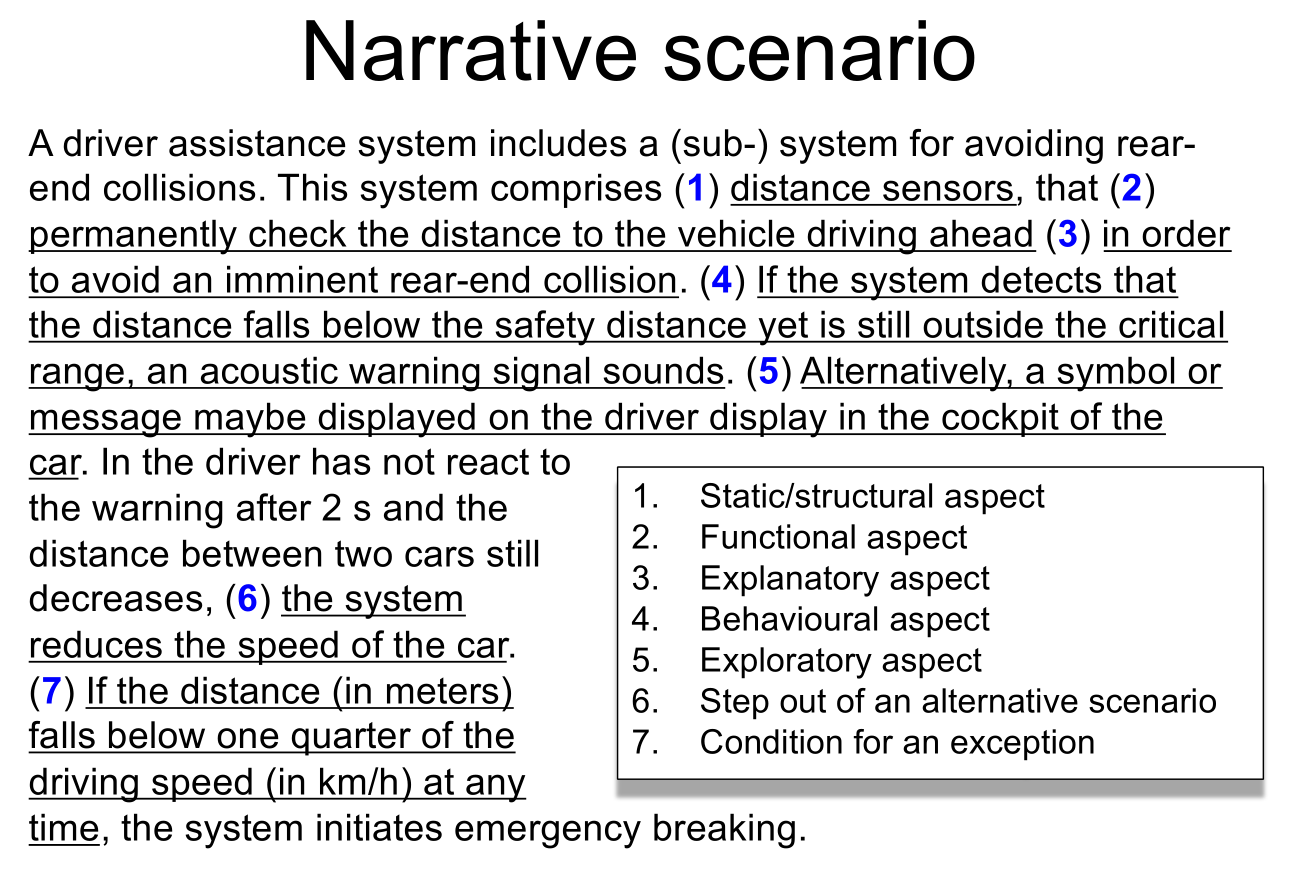 Narrative scenario
A driver assistance system includes a (sub-) system for avoiding rear-
end collisions. This system comprises (1) distance sensors, that (2)
permanently check the distance to the vehicle driving ahead (3) in order
to avoid an imminent rear-end collision. (4) If the system detects that
the distance falls below the safety distance yet is still outside the critical
range, an acoustic warning signal sounds. (5) Alternatively, a symbol or
message maybe displayed on the driver display in the cockpit of the
car. In the driver has not react to
the warning after 2 s and the
distance between two cars still
decreases, (6) the system
reduces the speed of the car.
(7) If the distance (in meters)
falls below one quarter of the
driving speed (in km/h) at any
time, the system initiates emergency breaking.
1. Static/structural aspect
2. Functional aspect
3. Explanatory aspect
4. Behavioural aspect
5. Exploratory aspect
6. Step out of an alternative scenario
7. Condition for an exception